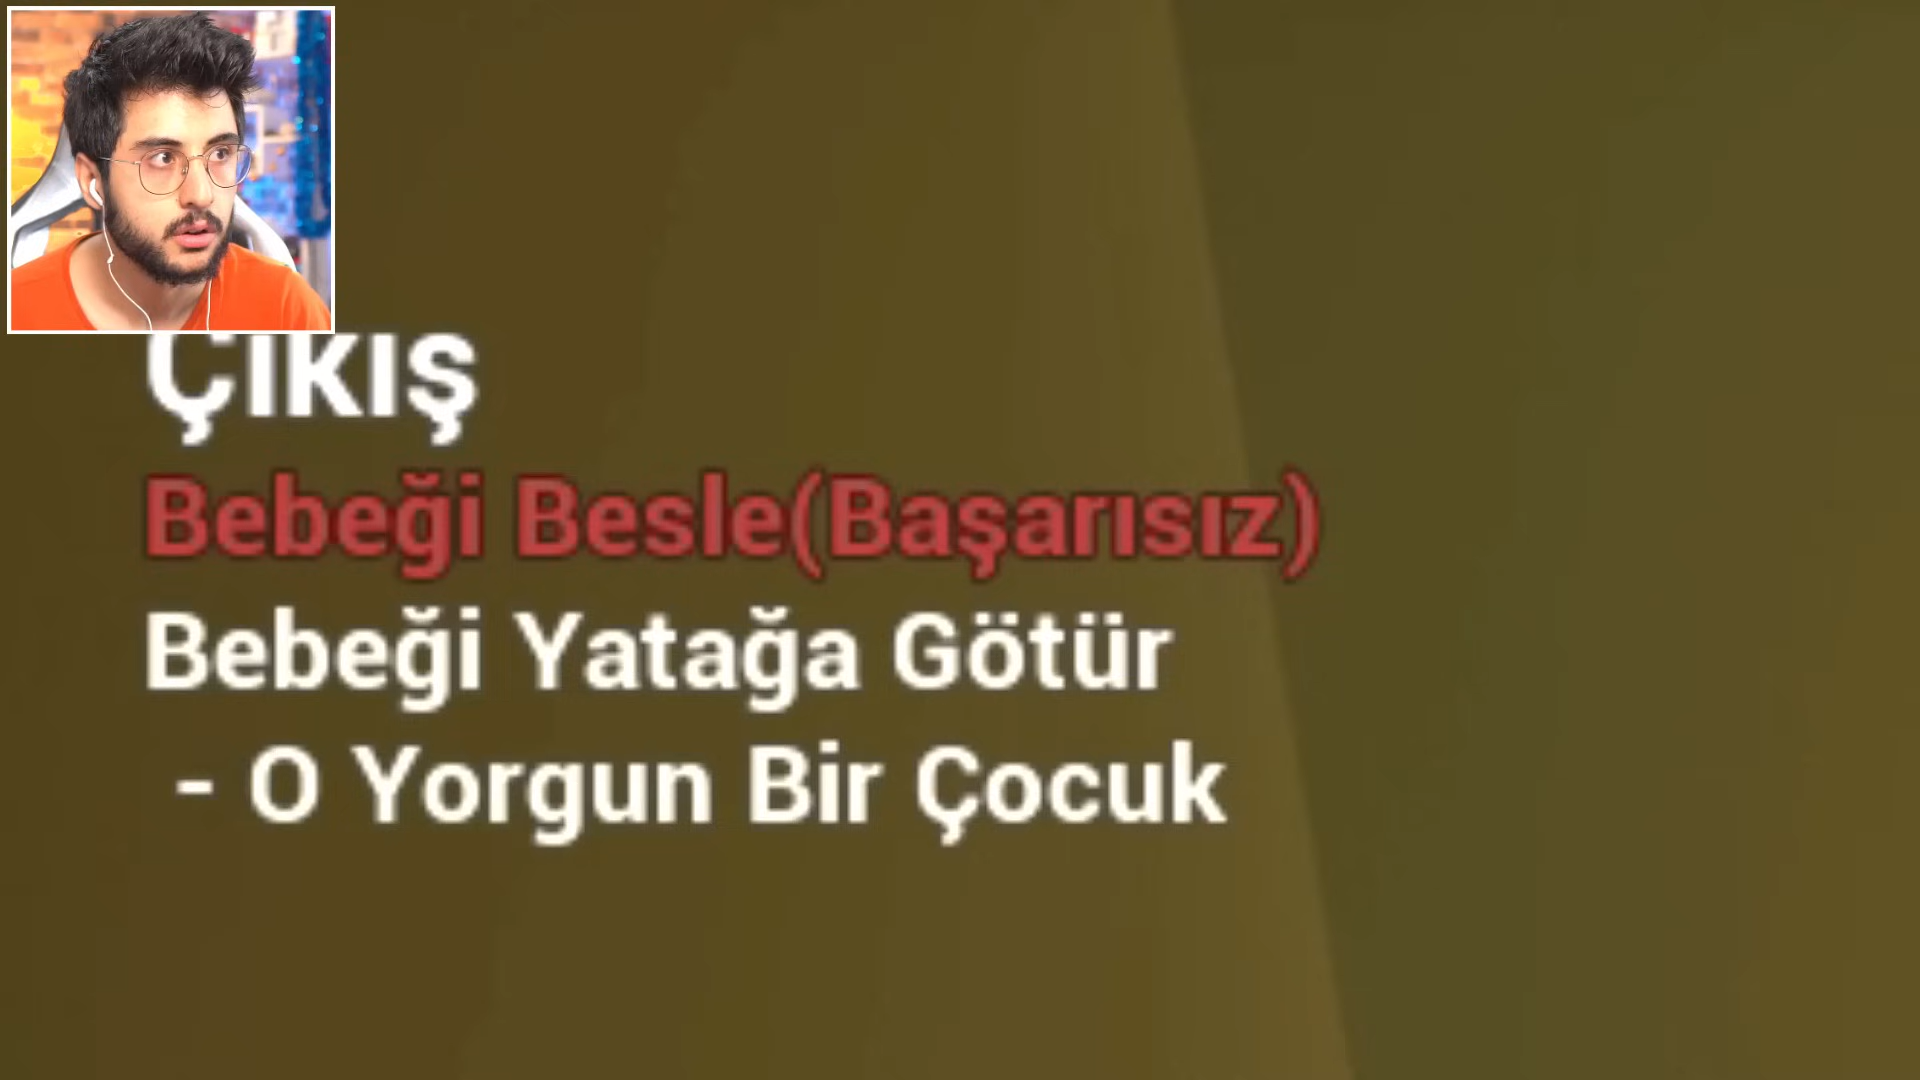 Çıkış
Bebeği Besle(Başarısız)
Bebeği Yatağa Götür
- O Yorgun Bir Çocuk